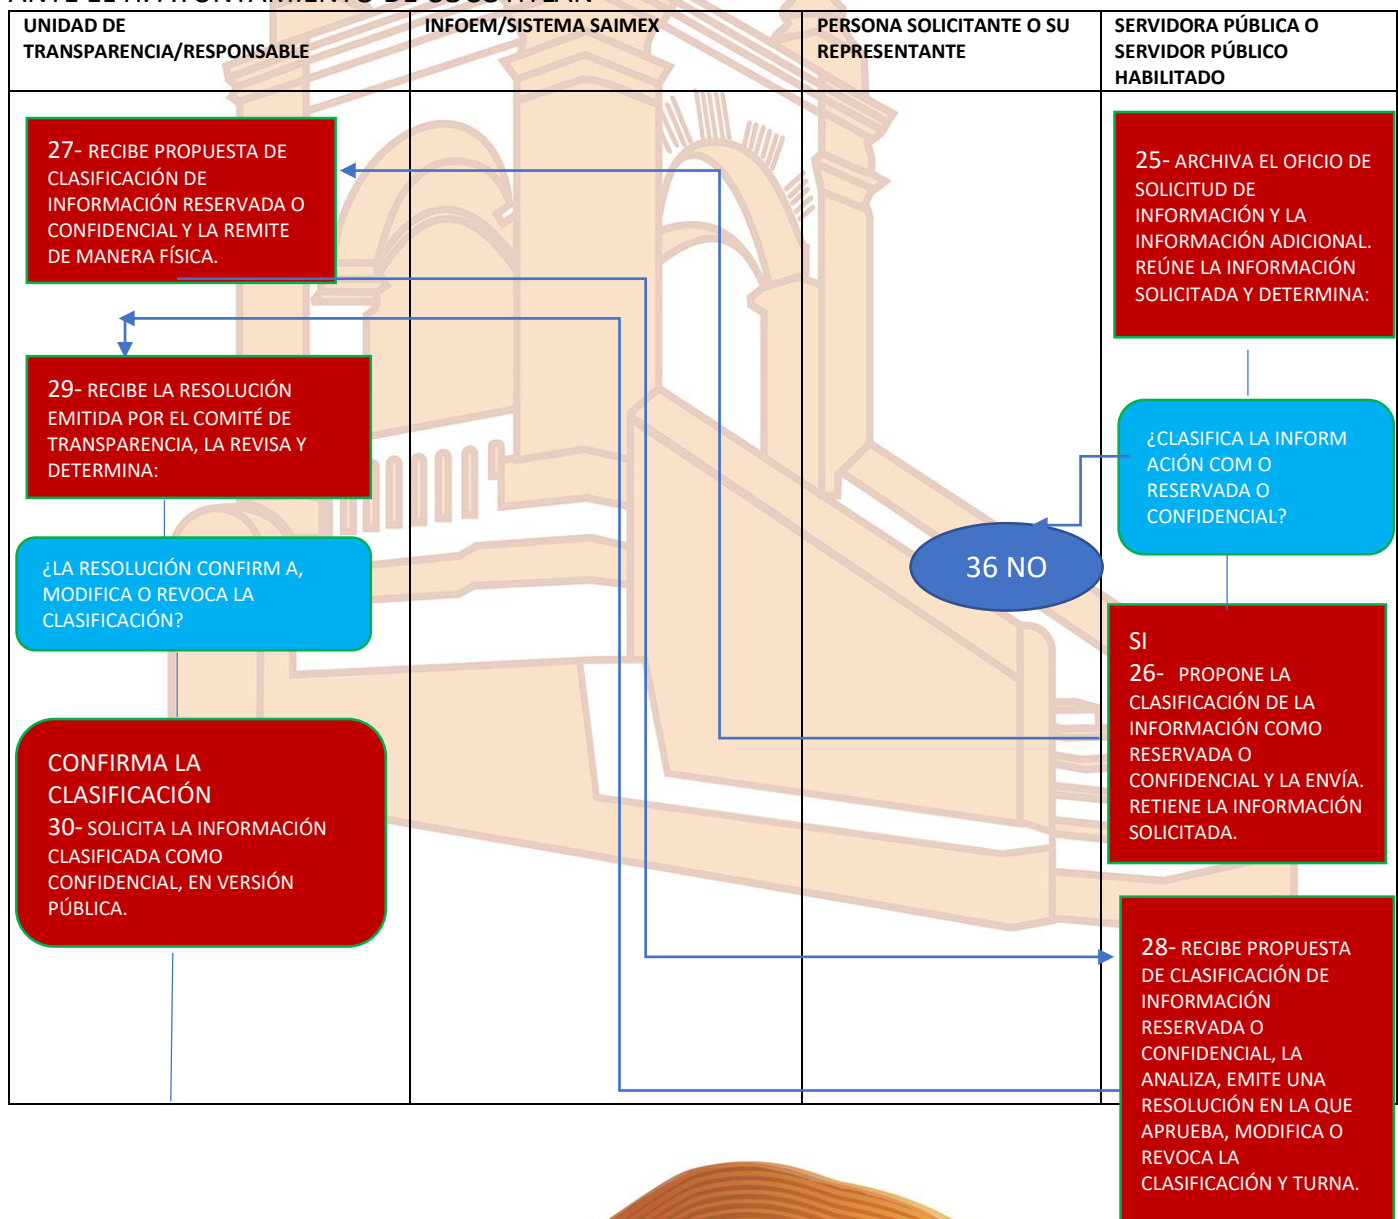 ANTE EL H. AYUNTAMIENTO DE COCOTITLÁN
UNIDAD DE
TRANSPARENCIA/RESPONSABLE
INFOEM/SISTEMA SAIMEX
PERSONA SOLICITANTE O SU
REPRESENTANTE
SERVIDORA PÚBLICA O
SERVIDOR PÚBLICO
HABILITADO
25- ARCHIVA EL OFICIO DE
SOLICITUD DE
INFORMACIÓN Y LA
INFORMACIÓN ADICIONAL.
REÚNE LA INFORMACIÓN
SOLICITADA Y DETERMINA:
¿CLASIFICA LA INFORM
ACIÓN COM O
RESERVADA O
CONFIDENCIAL?
36 NO
SI
26- PROPONE LA
CLASIFICACIÓN DE LA
INFORMACIÓN COMO
RESERVADA O
CONFIDENCIAL Y LA ENVÍA.
RETIENE LA INFORMACIÓN
SOLICITADA.
27- RECIBE PROPUESTA DE
CLASIFICACIÓN DE
INFORMACIÓN RESERVADA O
CONFIDENCIAL Y LA REMITE
DE MANERA FÍSICA.
28- RECIBE PROPUESTA
DE CLASIFICACIÓN DE
INFORMACIÓN
RESERVADA O
CONFIDENCIAL, LA
ANALIZA, EMITE UNA
RESOLUCIÓN EN LA QUE
APRUEBA, MODIFICA O
REVOCA LA
CLASIFICACIÓN Y TURNA.
29- RECIBE LA RESOLUCIÓN
EMITIDA POR EL COMITÉ DE
TRANSPARENCIA, LA REVISA Y
DETERMINA:
¿LA RESOLUCIÓN CONFIRM A,
MODIFICA O REVOCA LA
CLASIFICACIÓN?
CONFIRMA LA
CLASIFICACIÓN
30- SOLICITA LA INFORMACIÓN
CLASIFICADA COMO
CONFIDENCIAL, EN VERSIÓN
PÚBLICA.